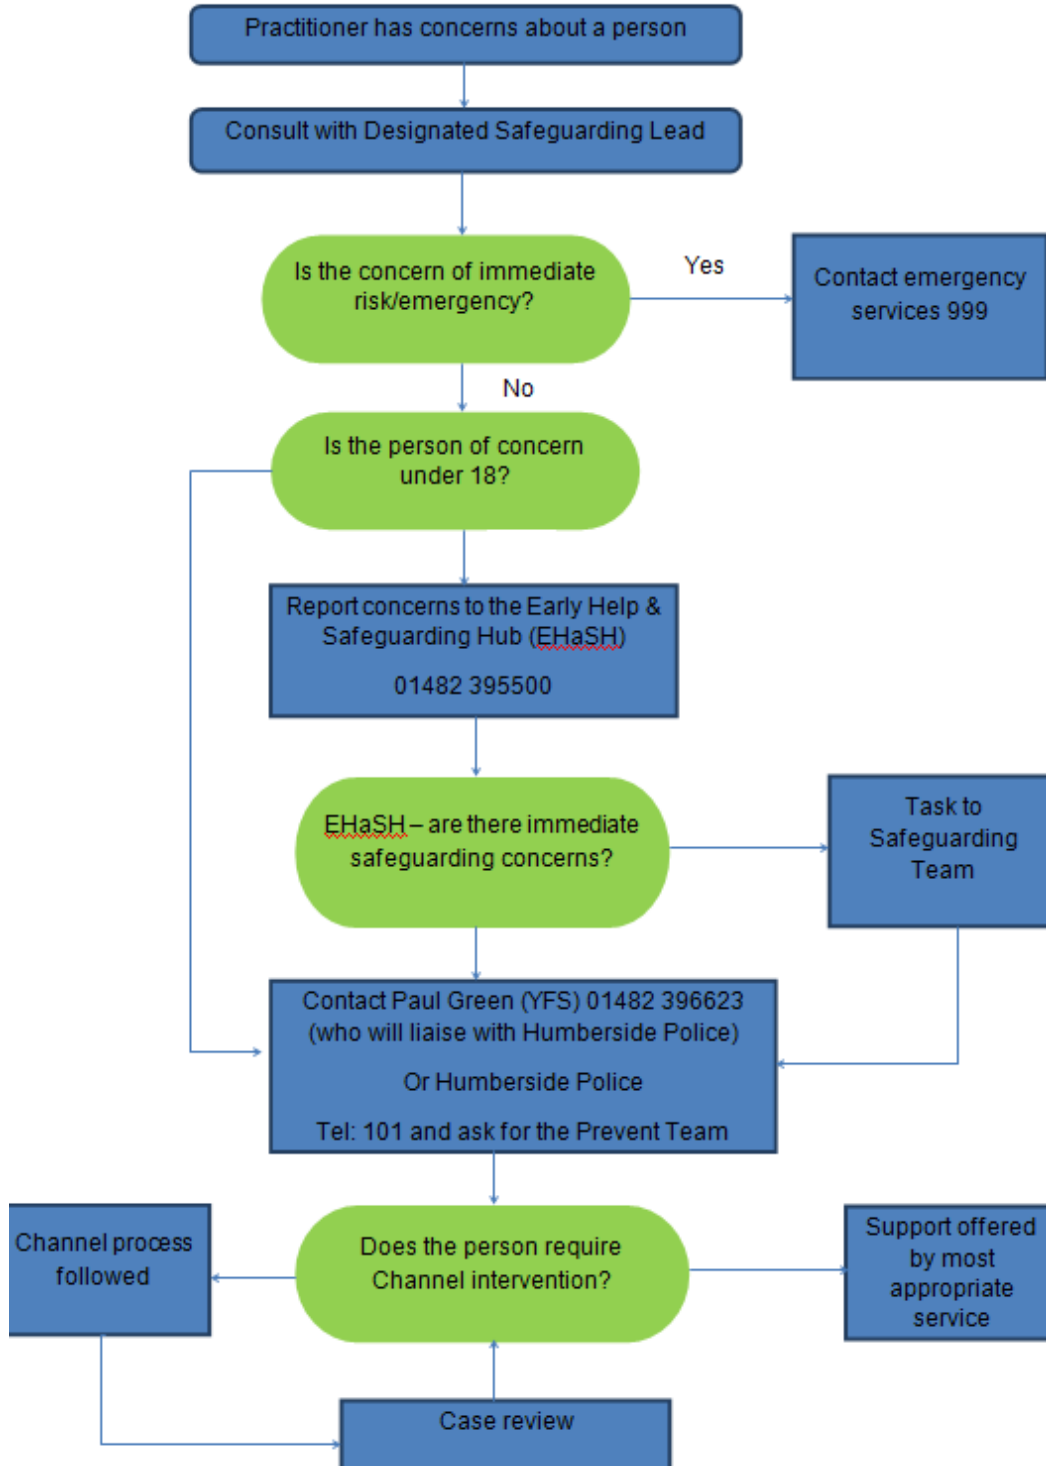 Practitioner has concerns about a person
Consult with Designated Safeguarding Lead
Is the concern of immediate
risk/emergency?
Yes
Contact emergency
services 999
No
Is the person of concern
under 18?
Report concerns to the Early Help &
Safeguarding Hub (EHaSH)
01482 395500
EHaSH – are there immediate
safeguarding concerns?
Task to
Safeguarding
Team
Contact Paul Green (YFS) 01482 396623
(who will liaise with Humberside Police)
Or Humberside Police
Tel: 101 and ask for the Prevent Team
Channel process
followed
Does the person require
Channel intervention?
Support offered
by most
appropriate
service
Case review